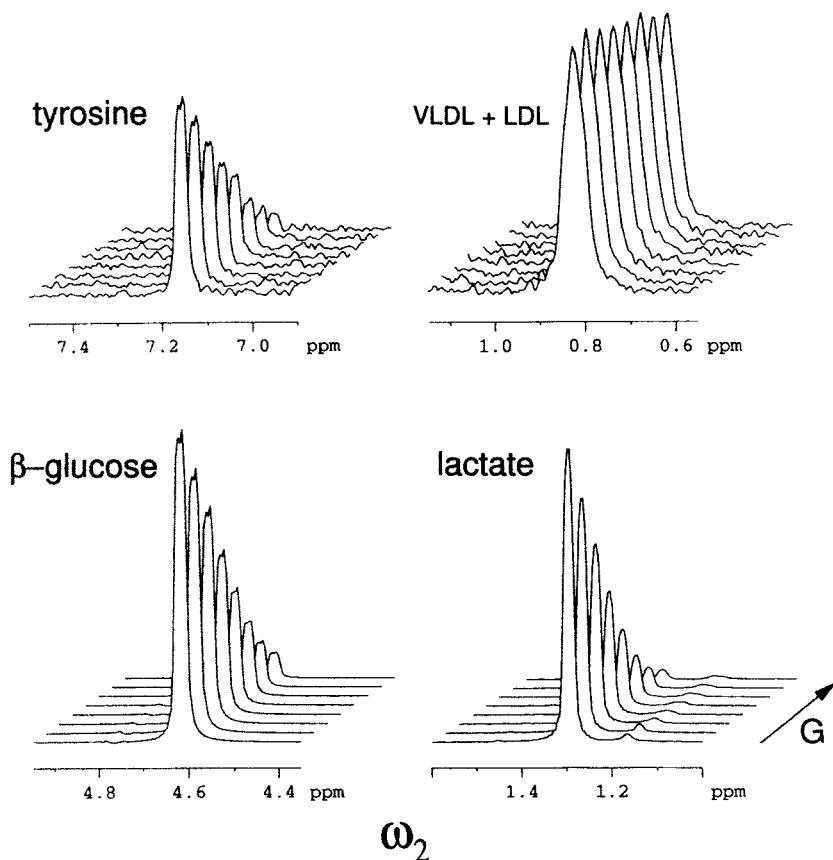 tyrosine
VLDL + LDL
7.4 7.2 7.0 ppm
1.0 0.8 0.6 ppm
β–glucose
lactate
G
4.8 4.6 4.4 ppm
1.4 1.2 ppm
ω2